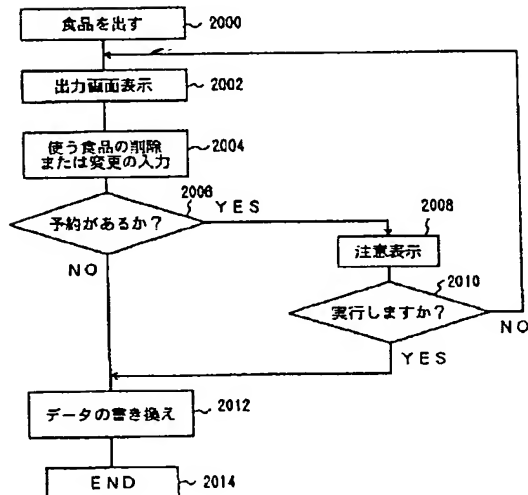 食品を出す
2000
出力画面表示
2002
使う食品の削除
または変更の入力
2004
予約があるか？
2006
YES
NO
2008
注意表示
2010
実行しますか？
NO
YES
データの書き換え
2012
END
2014